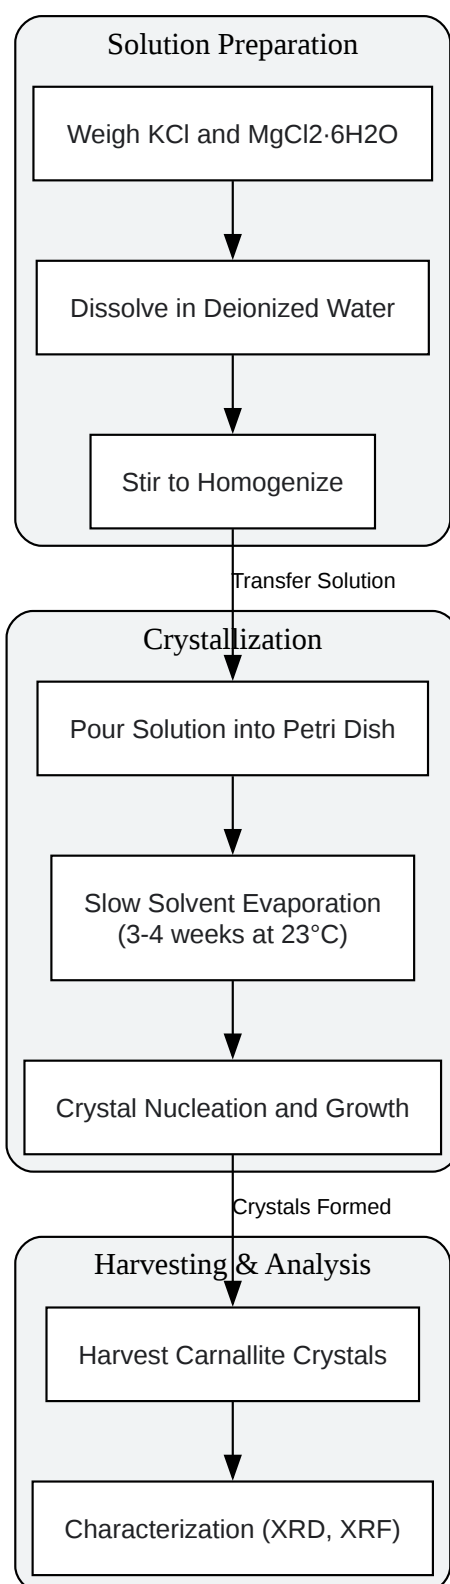 Solution Preparation
Weigh KCl and MgCl2·6H2O
Dissolve in Deionized Water
Stir to Homogenize
Transfer Solution
Crystallization
Pour Solution into Petri Dish
Slow Solvent Evaporation
(3-4 weeks at 23°C)
Crystal Nucleation and Growth
Crystals Formed
Harvesting & Analysis
Harvest Carnallite Crystals
Characterization (XRD, XRF)